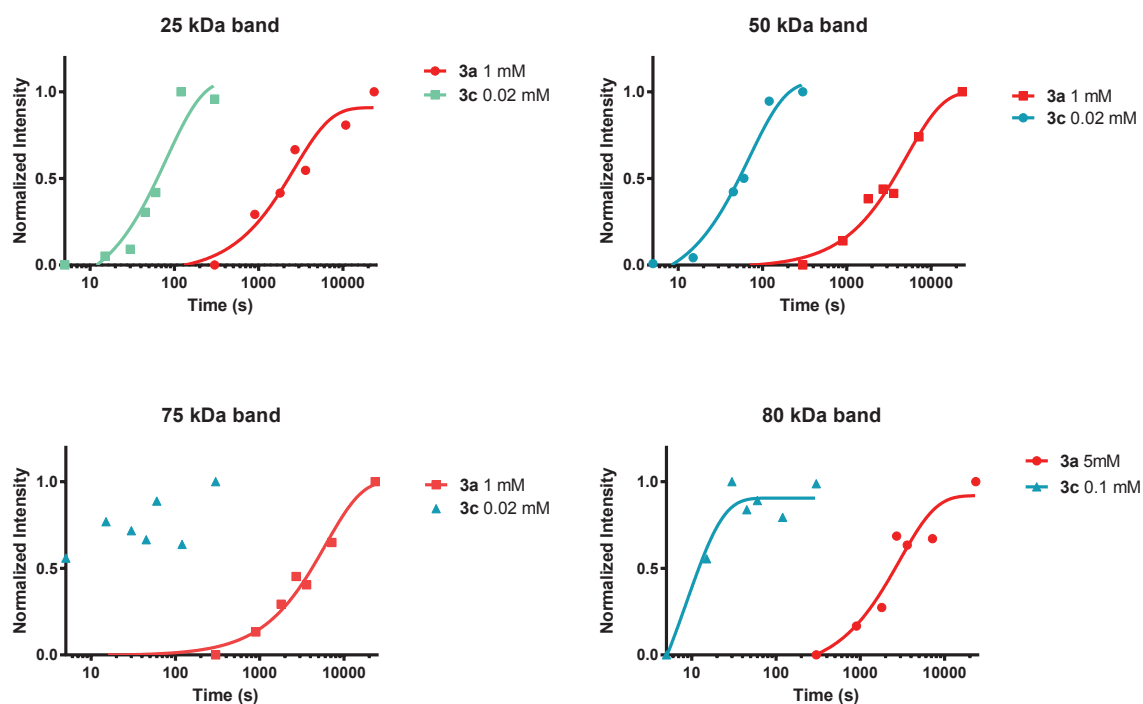 25 kDa band
Normalized Intensity
1.0
0.5
0.0
10
100
1000
10000
Time (s)
3a 1 mM
3c 0.02 mM
50 kDa band
Normalized Intensity
1.0
0.5
0.0
10
100
1000
10000
Time (s)
3a 1 mM
3c 0.02 mM
75 kDa band
Normalized Intensity
1.0
0.5
0.0
10
100
1000
10000
Time (s)
3a 1 mM
3c 0.02 mM
80 kDa band
Normalized Intensity
1.0
0.5
0.0
10
100
1000
10000
Time (s)
3a 5mM
3c 0.1 mM